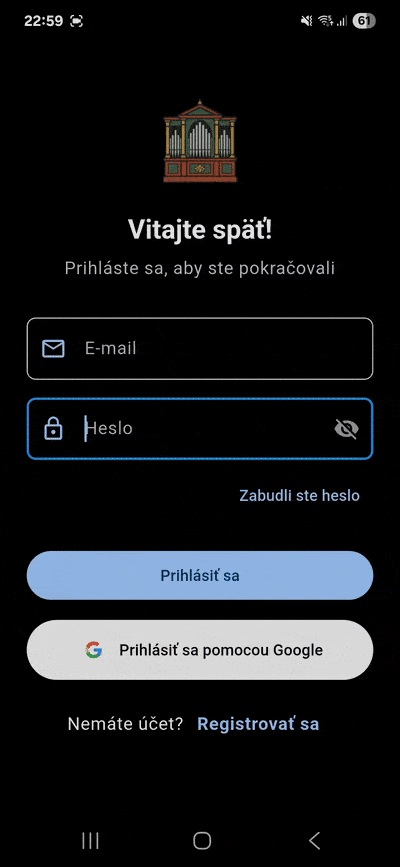 22:59
61
Vitajte späť!
Prihláste sa, aby ste pokračovali
E-mail
Heslo
Zabudli ste heslo
Prihlásiť sa
Prihlásiť sa pomocou Google
Nemáte účet? Registrovať sa